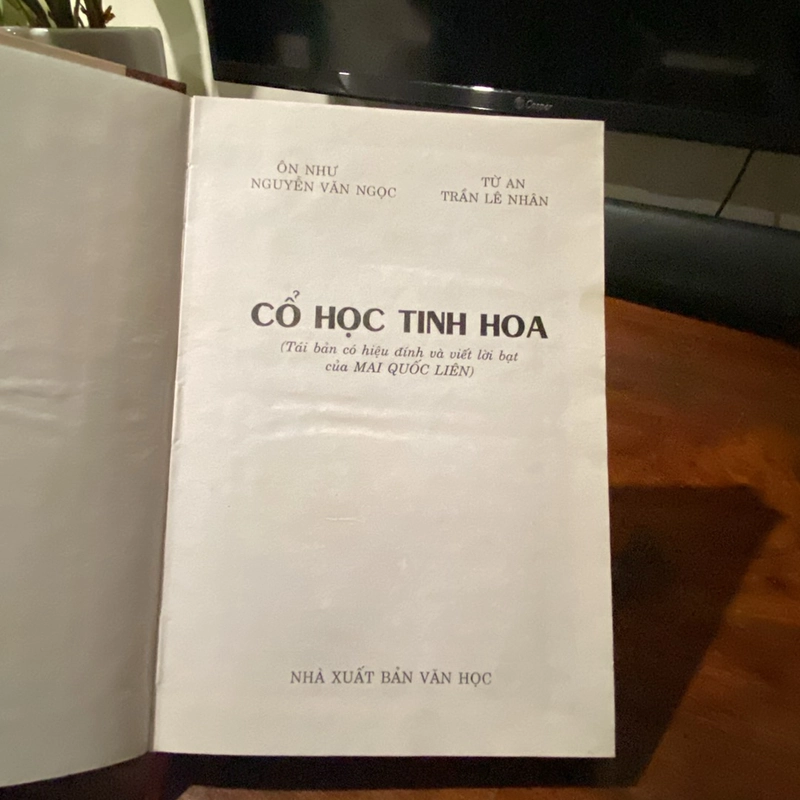 Casper
ÔN NHƯ
NGUYỄN VĂN NGỌC
TỪ AN
TRẦN LÊ NHÂN
CỔ HỌC TINH HOA
(Tái bản có hiệu đính và viết lời bạt
của MAI QUỐC LIÊN)
NHÀ XUẤT BẢN VĂN HỌC